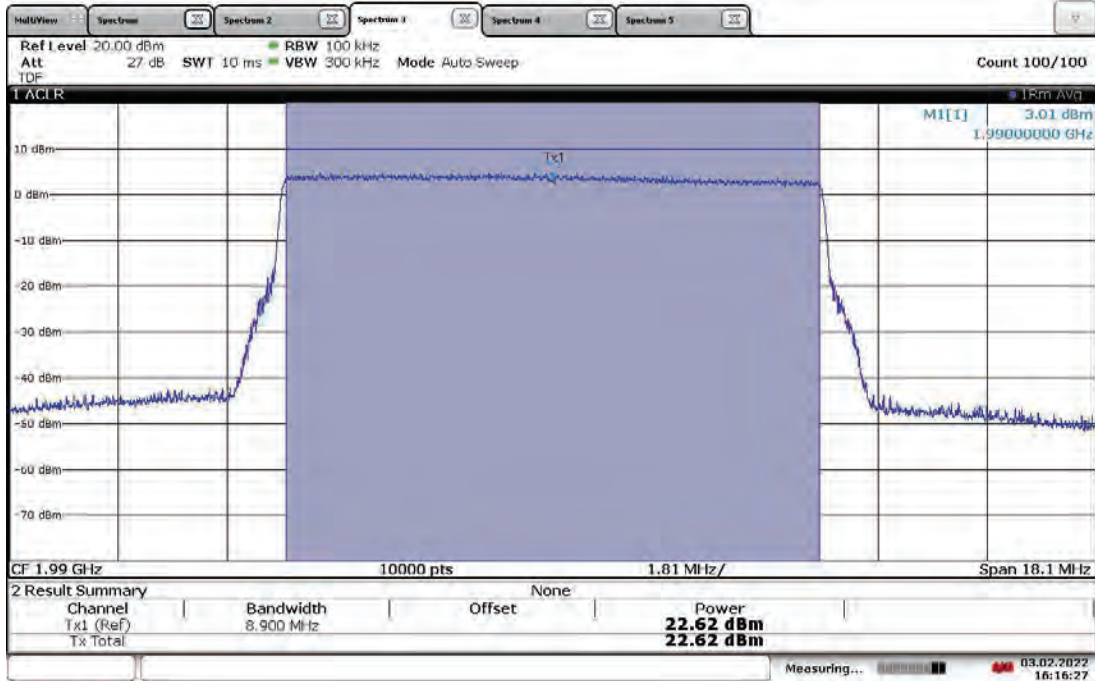 MultiView Spectrum Spectrum 2 Spectrum 3 Spectrum 4 Spectrum 5
Ref Level 20.00 dBm RBW 100 kHz
Att 27 dB SWT 10 ms VBW 300 kHz Mode Auto Sweep Count 100/100
TDF
1 ACLR 1Rm Avg
M1[1] 3.01 dBm
1.99000000 GHz
10 dBm
Tx1
0 dBm
-10 dBm
-20 dBm
-30 dBm
-40 dBm
-50 dBm
-60 dBm
-70 dBm
CF 1.99 GHz 10000 pts 1.81 MHz/ Span 18.1 MHz
2 Result Summary None
Channel Bandwidth Offset Power
Tx1 (Ref) 8.900 MHz 22.62 dBm
Tx Total 22.62 dBm
Measuring... 03.02.2022
16:16:27